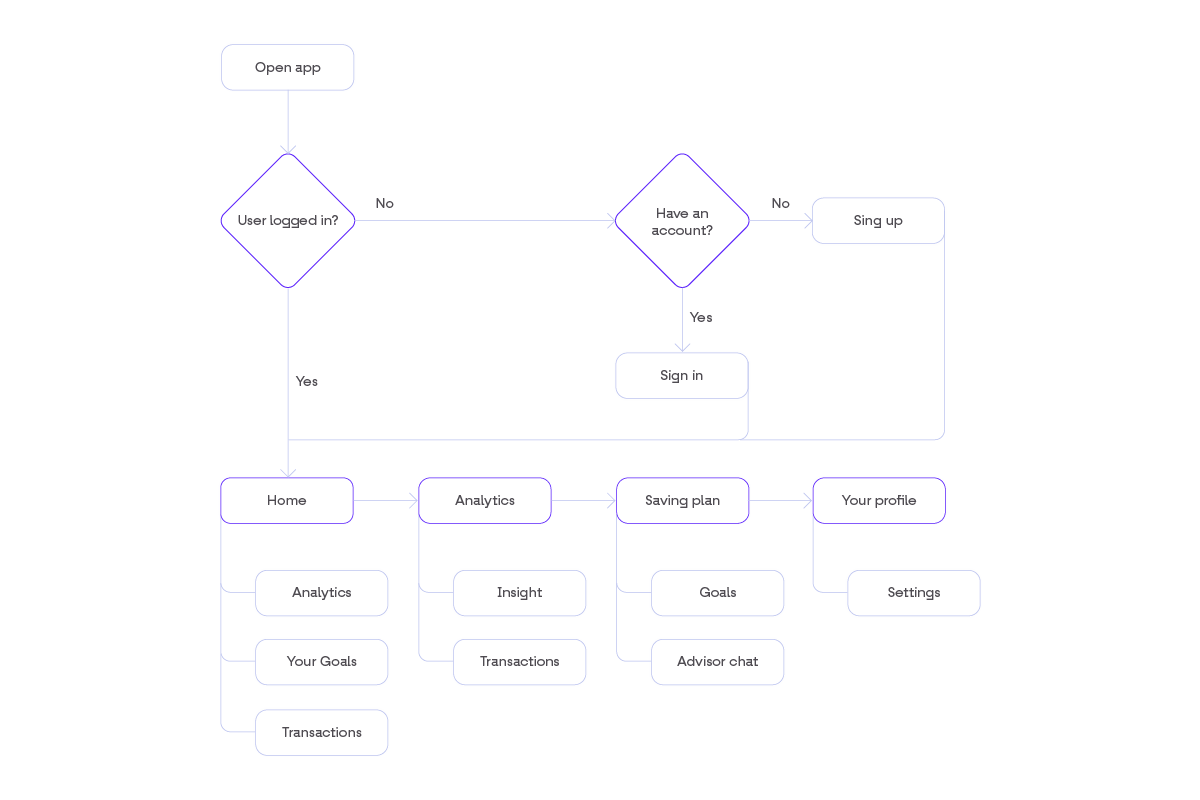 Open app
User logged in?
No
Have an
account?
No
Sing up
Yes
Sign in
Yes
Home
Analytics
Saving plan
Your profile
Analytics
Insight
Goals
Settings
Your Goals
Transactions
Advisor chat
Transactions